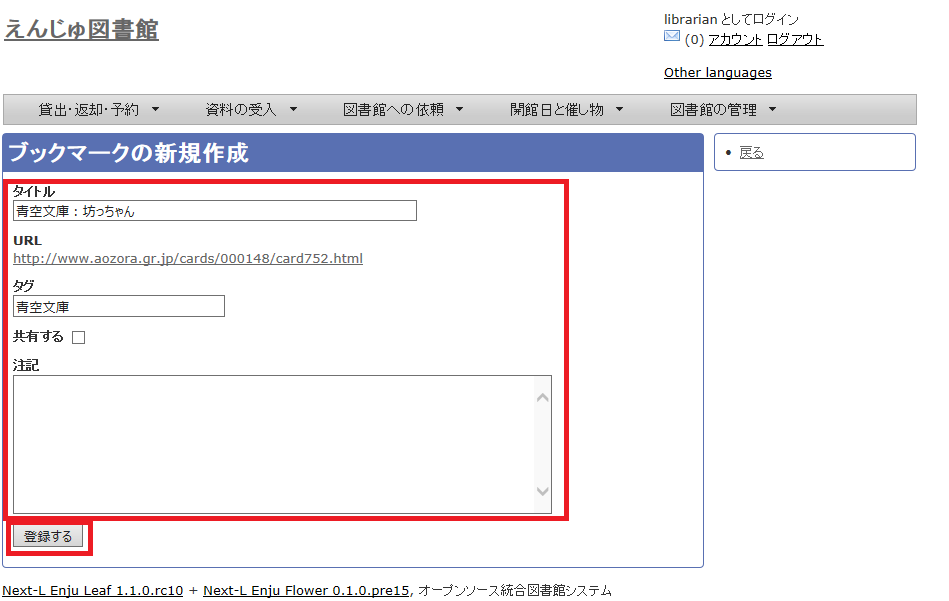 えんじゅ図書館
librarian としてログイン
(0) アカウント ログアウト
Other languages
貸出・返却・予約 ▼ 資料の受入 ▼ 図書館への依頼 ▼ 開館日と催し物 ▼ 図書館の管理 ▼
ブックマークの新規作成
• 戻る
タイトル
青空文庫：坊っちゃん
URL
http://www.aozora.gr.jp/cards/000148/card752.html
タグ
青空文庫
共有する
注記
登録する
Next-L Enju Leaf 1.1.0.rc10 + Next-L Enju Flower 0.1.0.pre15, オープンソース統合図書館システム